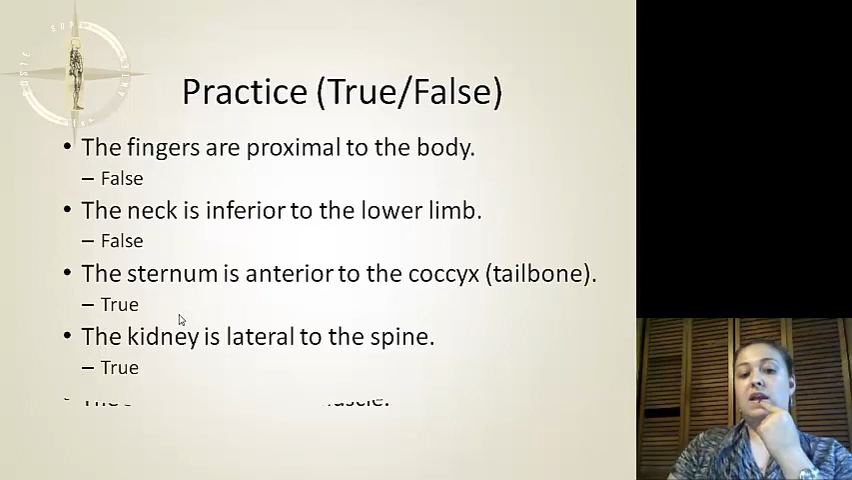 Practice (True/False)
• The fingers are proximal to the body.
– False
• The neck is inferior to the lower limb.
– False
• The sternum is anterior to the coccyx (tailbone).
– True
• The kidney is lateral to the spine.
– True